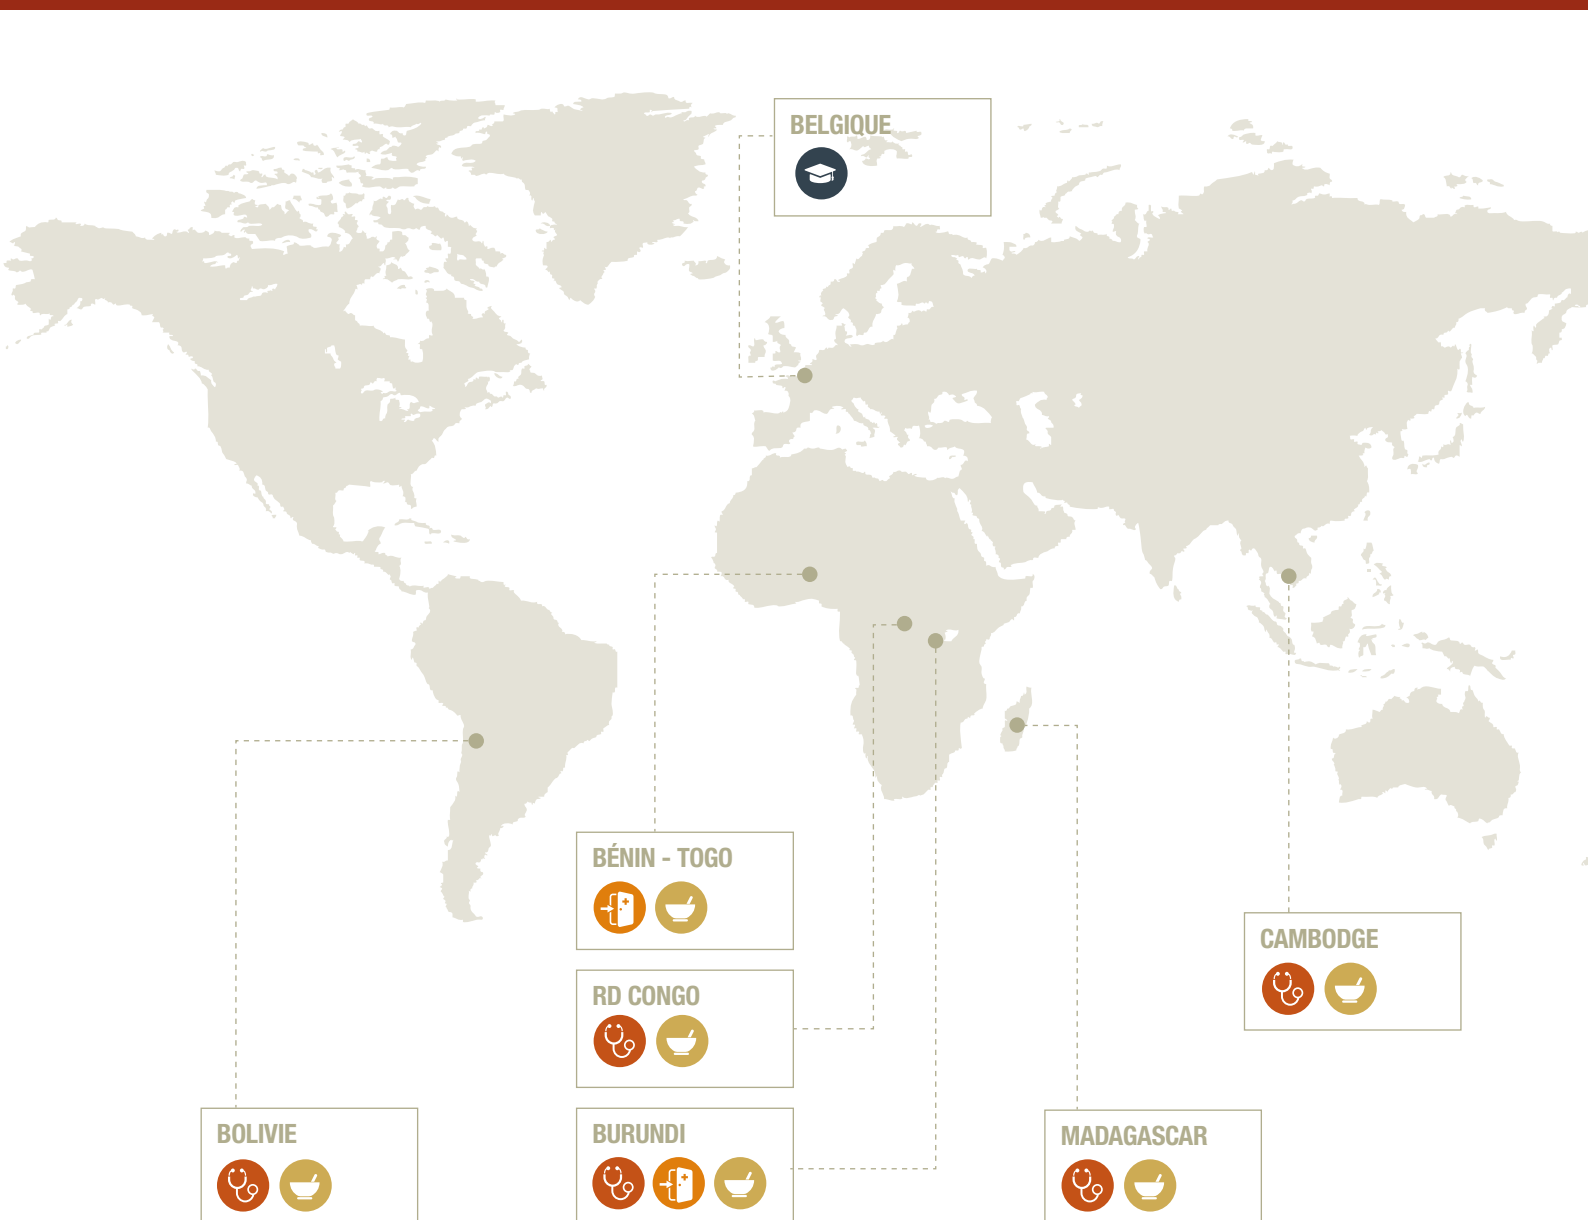 BELGIQUE
BÉNIN - TOGO
CAMBODGE
RD CONGO
BOLIVIE
BURUNDI
MADAGASCAR